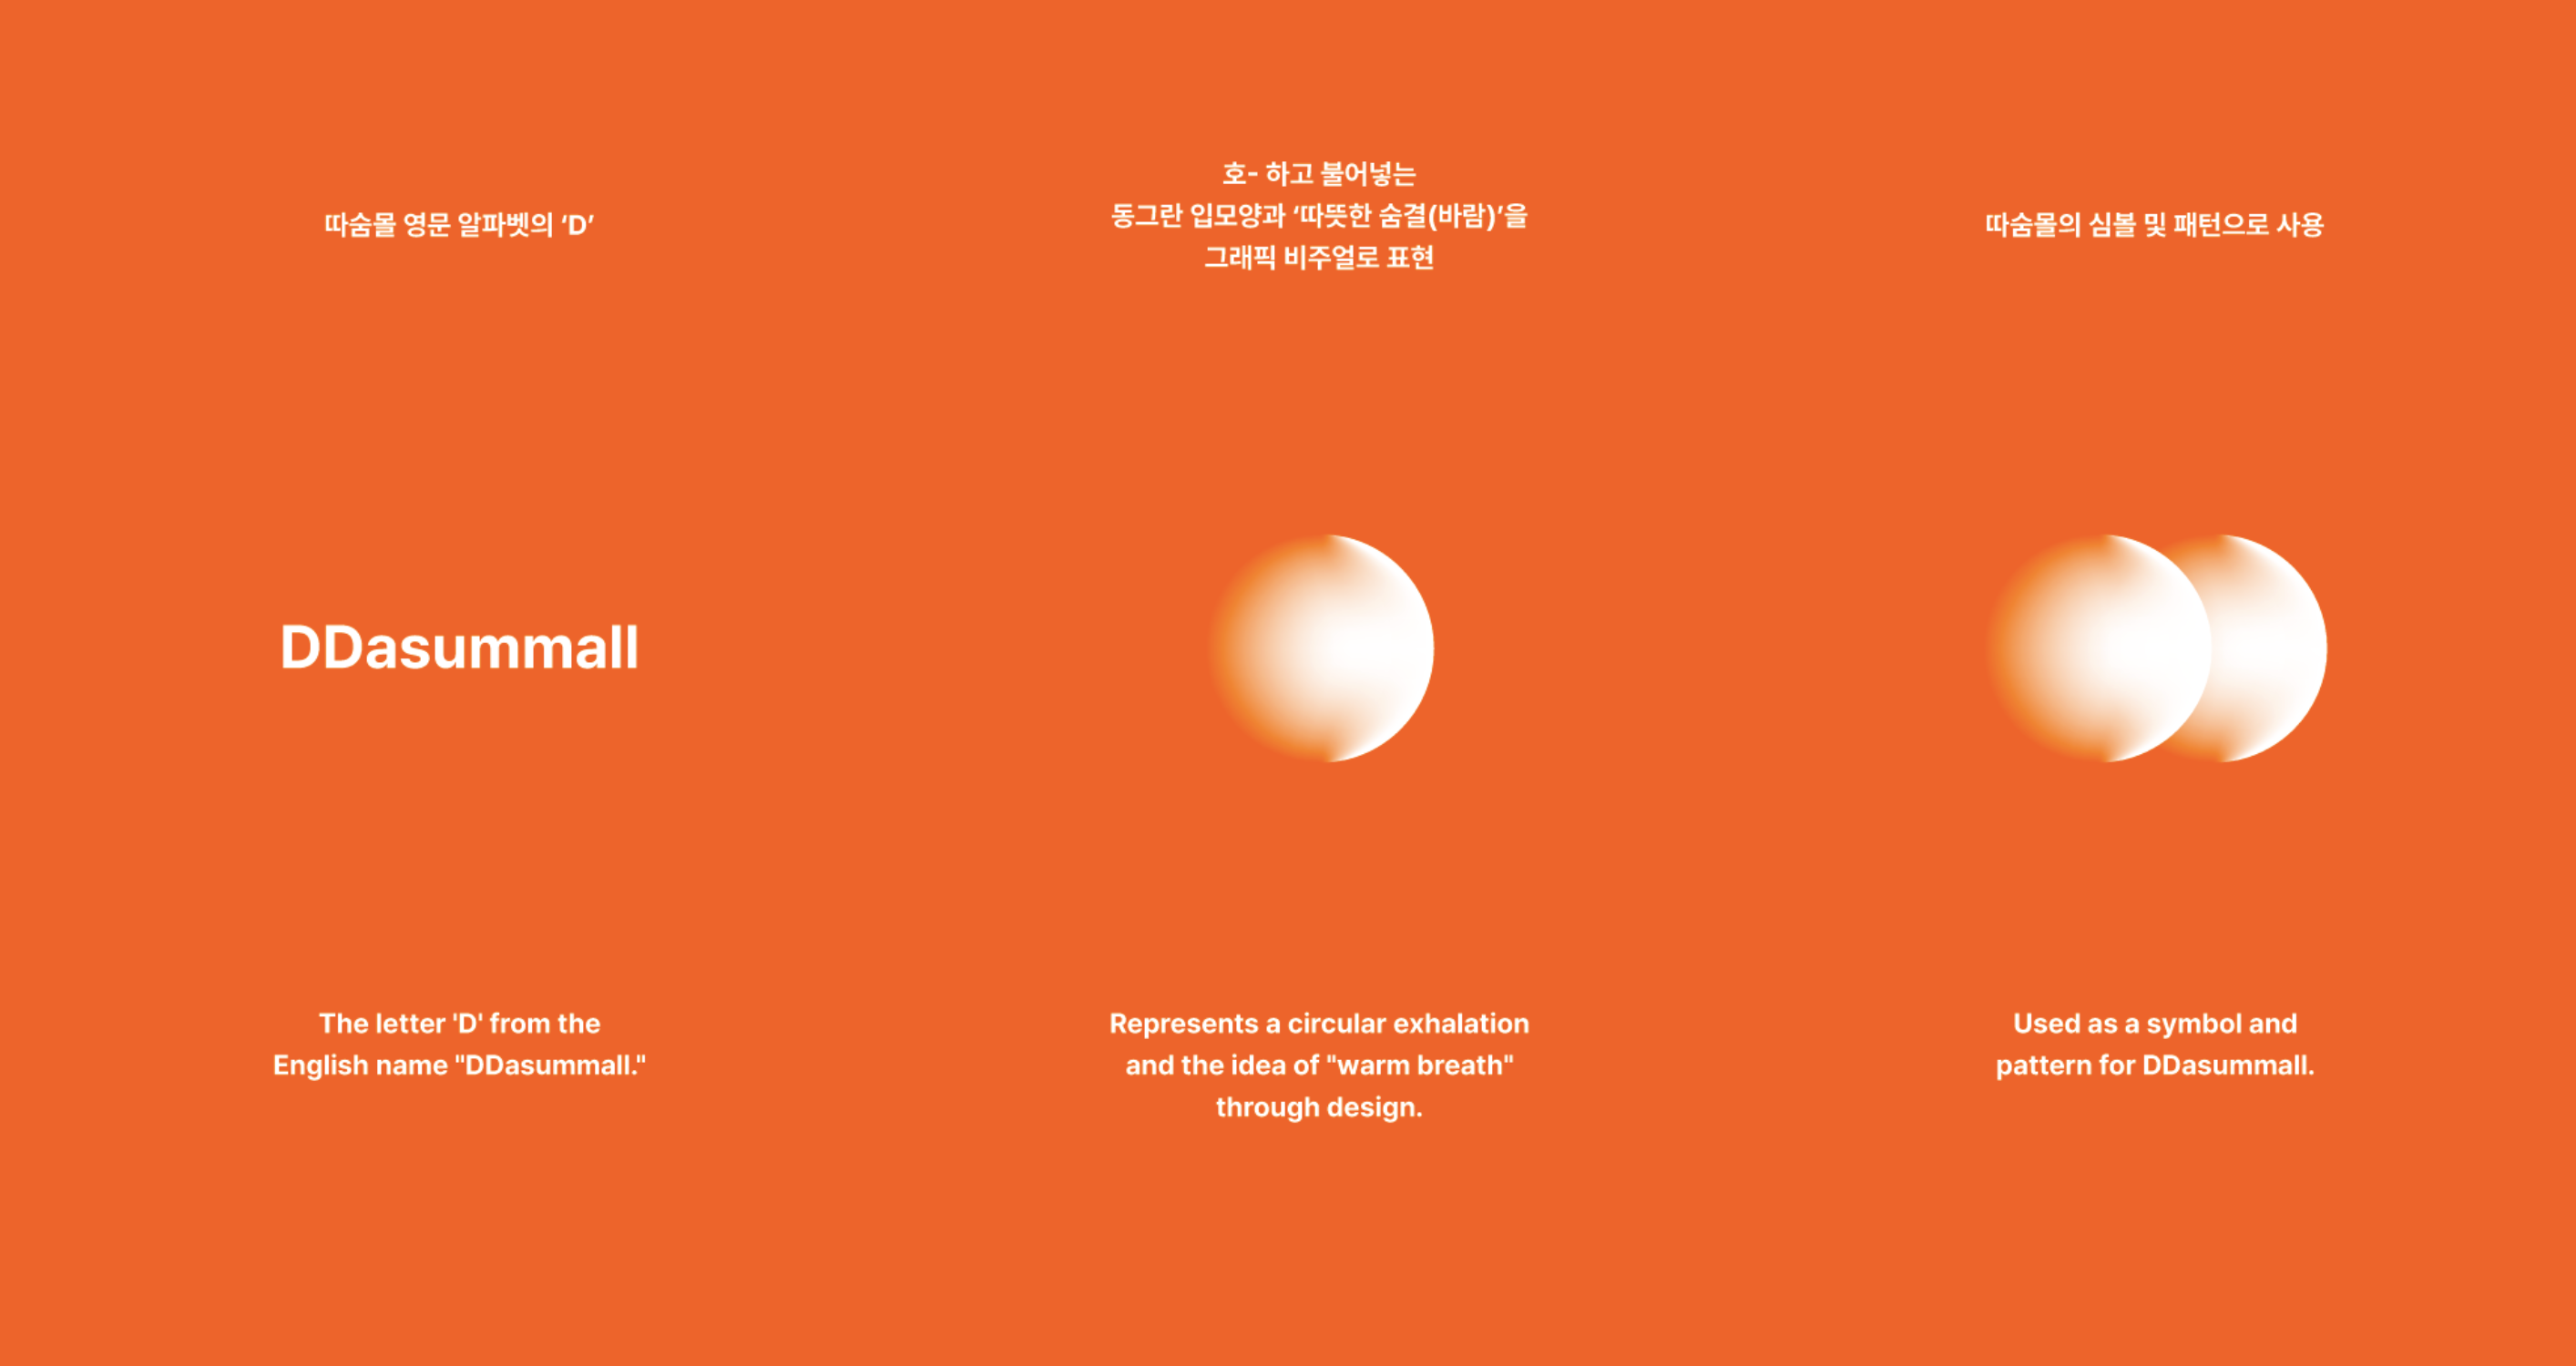 따숨몰 영문 알파벳의 ‘D’
호- 하고 불어넣는
동그란 입모양과 ‘따뜻한 숨결(바람)’을
그래픽 비주얼로 표현
따숨몰의 심볼 및 패턴으로 사용
DDasummall
The letter 'D' from the
English name "DDasummall."
Represents a circular exhalation
and the idea of "warm breath"
through design.
Used as a symbol and
pattern for DDasummall.